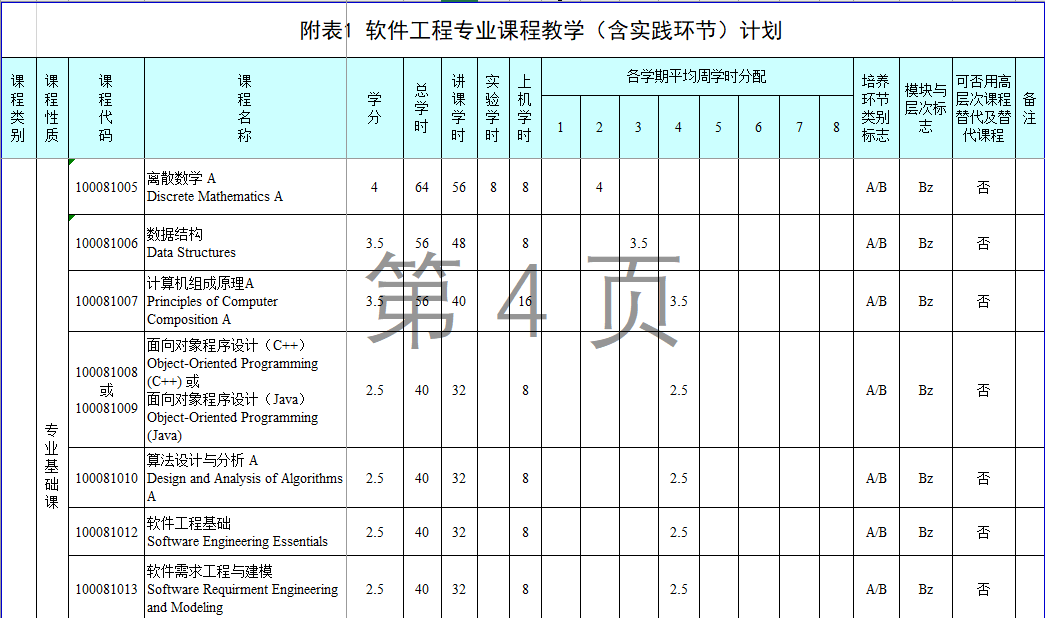 附表1 软件工程专业课程教学（含实践环节）计划
课程类别 课程性质 课程代码 课程名称 学分 总学时 讲课学时 实验学时 上机学时 各学期平均周学时分配 培养环节类别标志 模块与层次标志 可否用高层次课程替代及替代课程 备注
1 2 3 4 5 6 7 8
专业基础课
100081005 离散数学 A
Discrete Mathematics A
4 64 56 8 8 4 A/B Bz 否
100081006 数据结构
Data Structures
3.5 56 48 8 3.5 A/B Bz 否
100081007 计算机组成原理A
Principles of Computer
Composition A
3.5 56 40 16 3.5 A/B Bz 否
100081008
或
100081009
面向对象程序设计（C++）
Object-Oriented Programming
(C++) 或
面向对象程序设计（Java）
Object-Oriented Programming
(Java)
2.5 40 32 8 2.5 A/B Bz 否
100081010 算法设计与分析 A
Design and Analysis of Algorithms
A
2.5 40 32 8 2.5 A/B Bz 否
100081012 软件工程基础
Software Engineering Essentials
2.5 40 32 8 2.5 A/B Bz 否
100081013 软件需求工程与建模
Software Requirment Engineering
and Modeling
2.5 40 32 8 2.5 A/B Bz 否
第 4 页